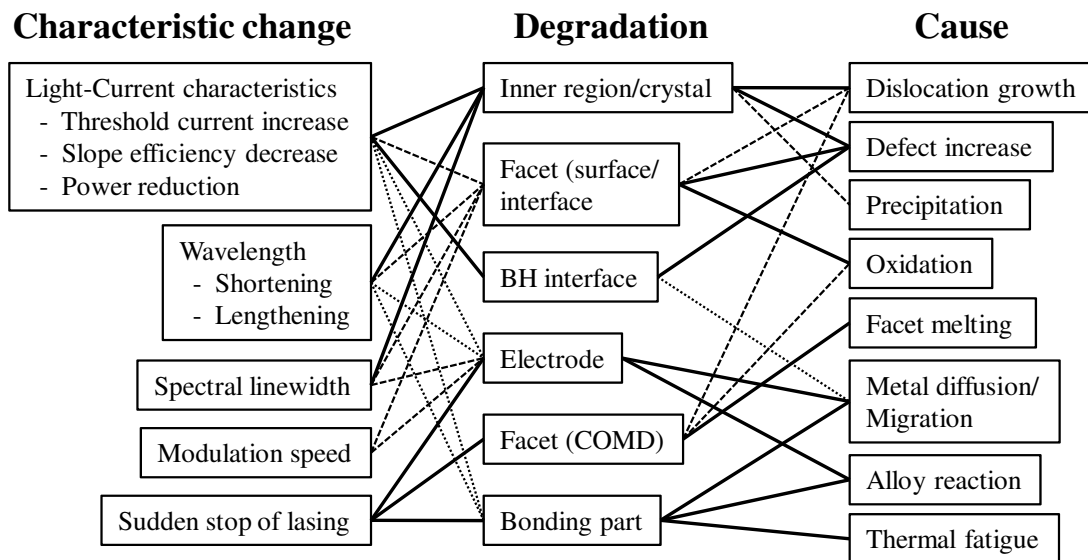 Characteristic change
Light-Current characteristics
- Threshold current increase
- Slope efficiency decrease
- Power reduction
Wavelength
- Shortening
- Lengthening
Spectral linewidth
Modulation speed
Sudden stop of lasing
Degradation
Inner region/crystal
Facet (surface/
interface
BH interface
Electrode
Facet (COMD)
Bonding part
Cause
Dislocation growth
Defect increase
Precipitation
Oxidation
Facet melting
Metal diffusion/
Migration
Alloy reaction
Thermal fatigue